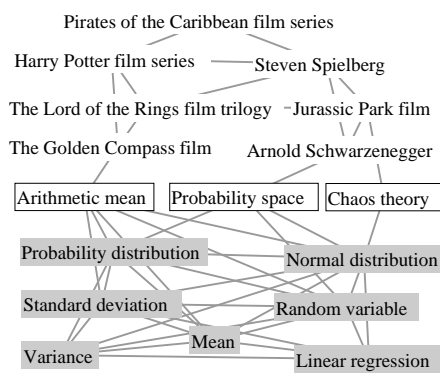 Pirates of the Caribbean film series
Harry Potter film series
Steven Spielberg
The Lord of the Rings film trilogy
Jurassic Park film
The Golden Compass film
Arnold Schwarzenegger
Arithmetic mean
Probability space
Chaos theory
Probability distribution
Normal distribution
Standard deviation
Random variable
Mean
Variance
Linear regression